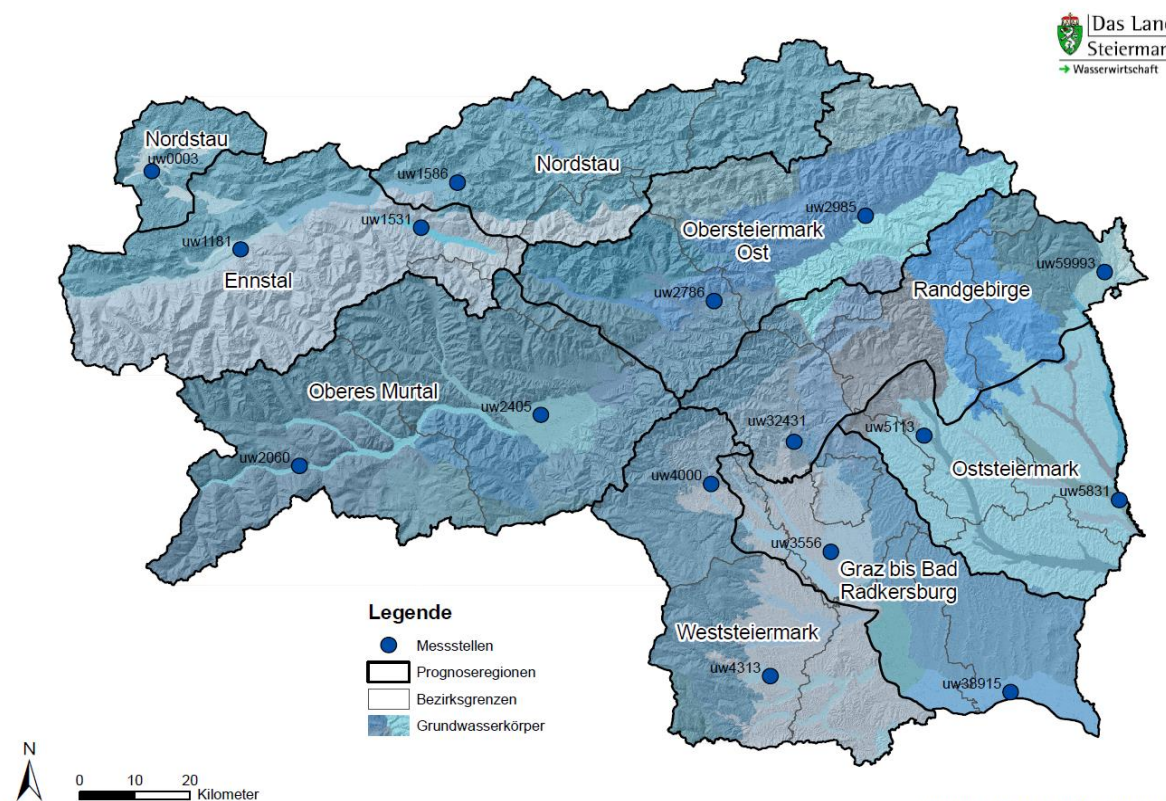 Das Lan
Steiermar
→ Wasserwirtschaft
Nordstau
uw0003
Nordstau
uw1586
uw1531
uw1181
Ennstal
uw2985
Obersteiermark
Ost
uw59993
uw2786
Randgebirge
Oberes Murtal
uw2405
uw32431
uw5113
uw2060
uw4000
Oststeiermark
uw5831
uw3556
Graz bis Bad
Radkersburg
Weststeiermark
uw4313
uw38915
Legende
Messstellen
Prognoseregionen
Bezirksgrenzen
Grundwasserkörper
N
0 10 20
Kilometer